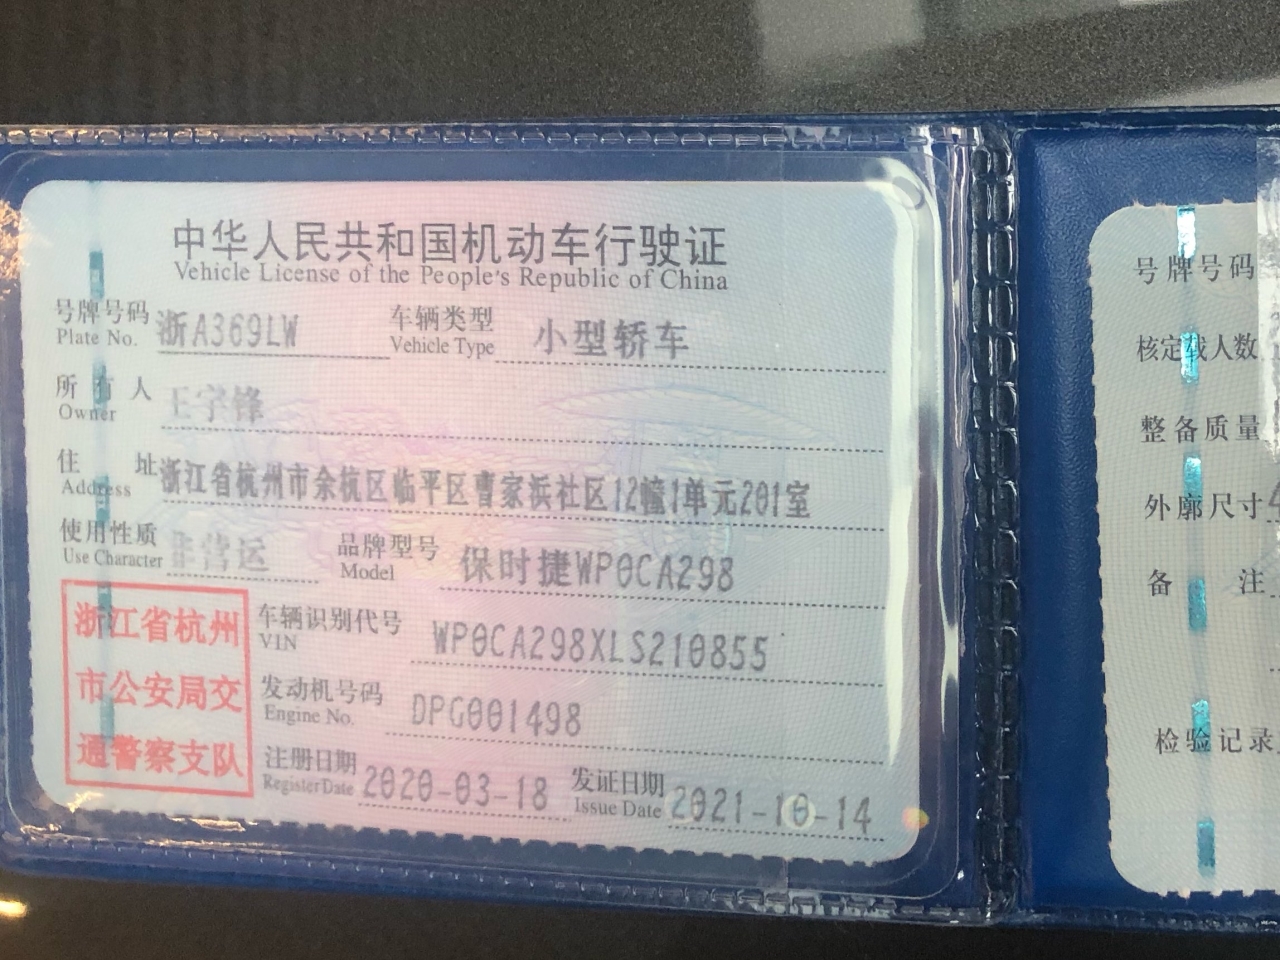 中华人民共和国机动车行驶证
Vehicle License of the People's Republic of China
号牌号码 浙A369LW 车辆类型 小型轿车
Plate No. Vehicle Type
所有人 王宇锋
Owner
住址 浙江省杭州市余杭区临平区曹家浜社区12幢1单元201室
Address
使用性质 非营运 品牌型号 保时捷WP0CA298
Use Character Model
浙江省杭州
市公安局交
通警察支队
车辆识别代号 WP0CA298XLS210855
VIN
发动机号码 DPG001498
Engine No.
注册日期 2020-03-18 发证日期 2021-10-14
Register Date Issue Date
号牌号码
核定载人数
整备质量
外廓尺寸
备注
检验记录